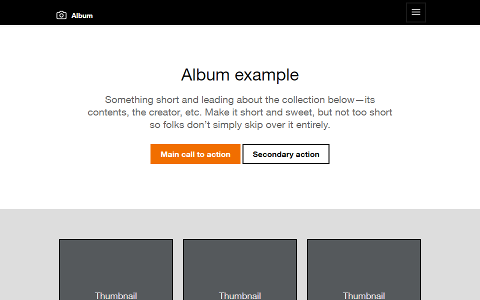 Album
Album example
Something short and leading about the collection below—its
contents, the creator, etc. Make it short and sweet, but not too short
so folks don't simply skip over it entirely.
Main call to action
Secondary action
Thumbnail
Thumbnail
Thumbnail